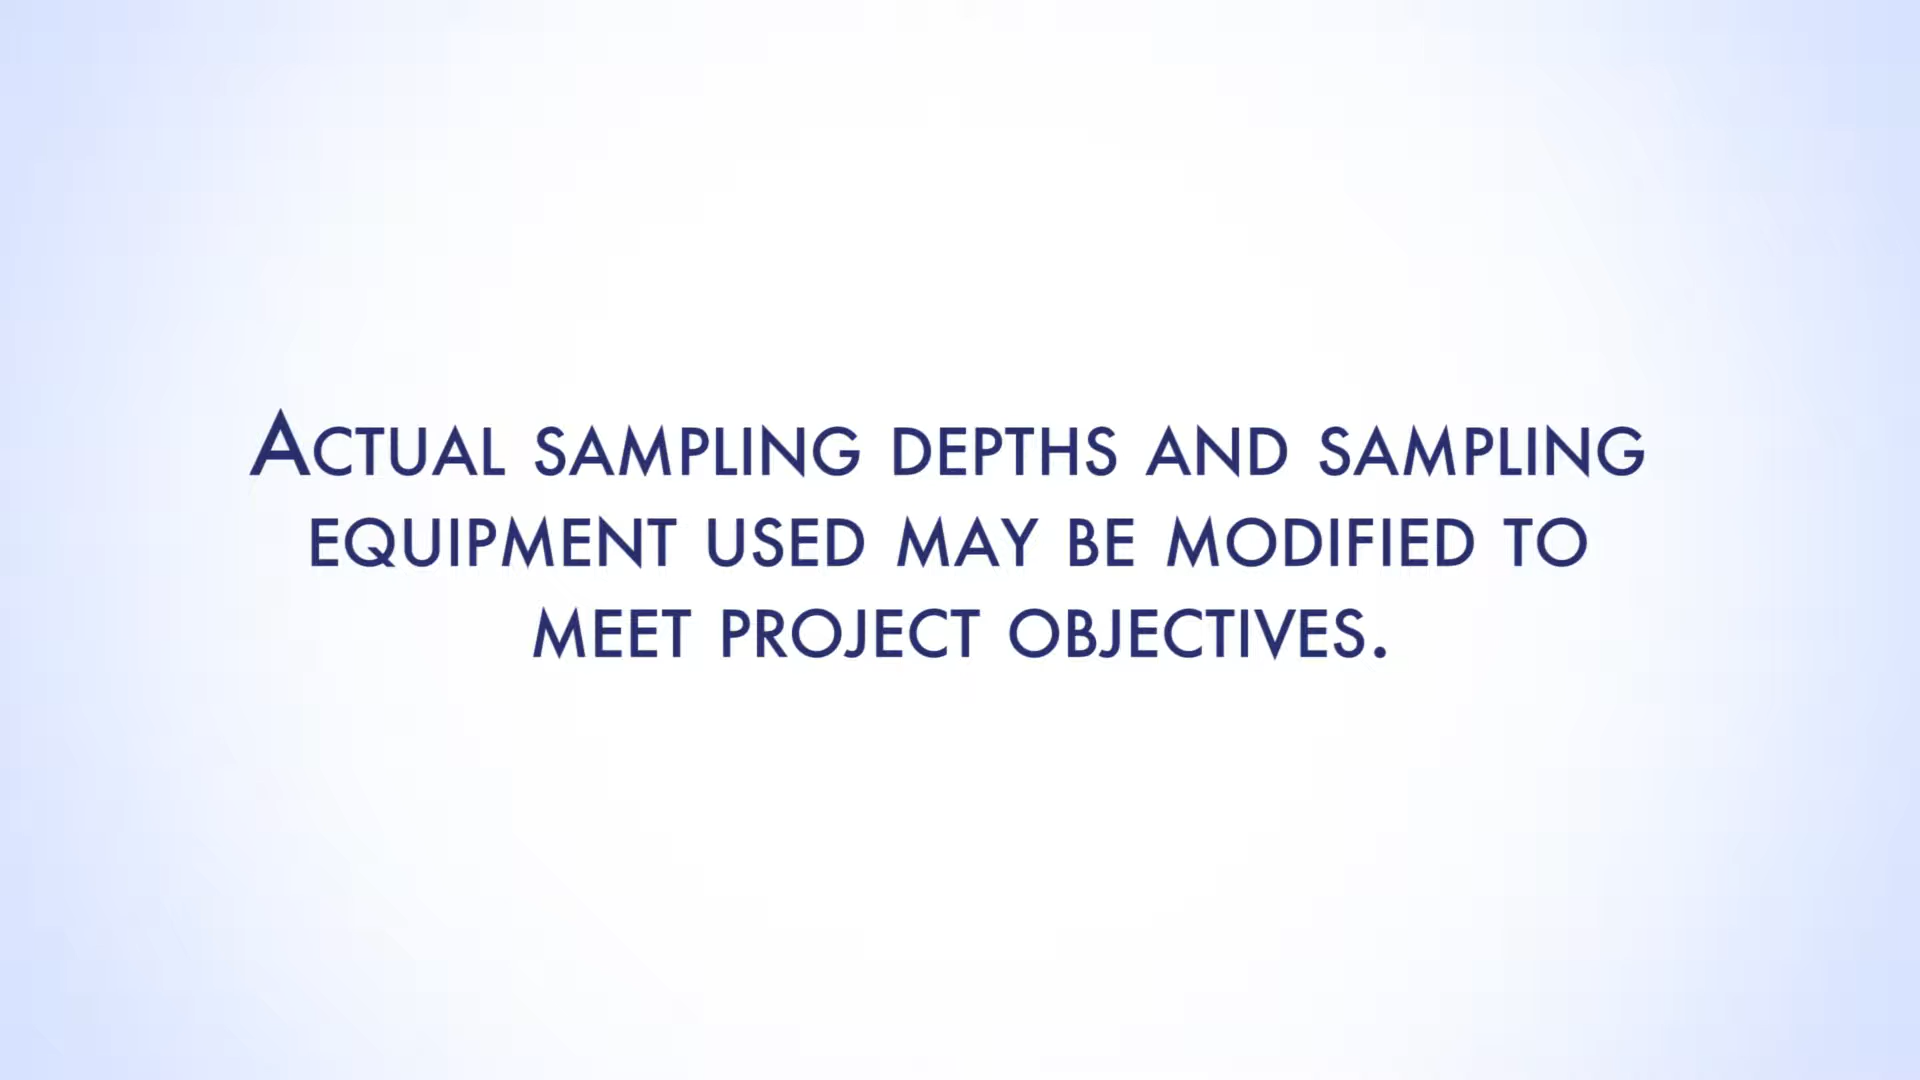 Actual sampling depths and sampling
equipment used may be modified to
meet project objectives.